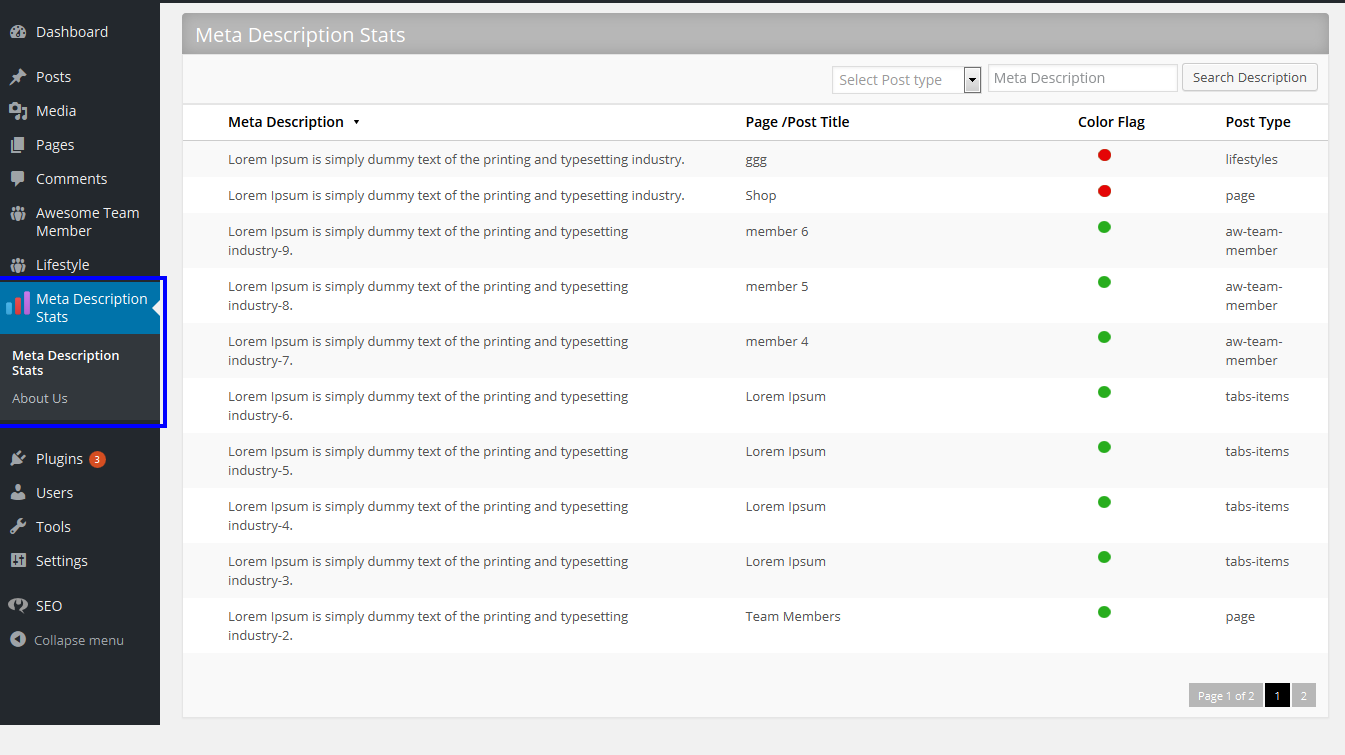 Dashboard
Posts
Media
Pages
Comments
Awesome Team
Member
Lifestyle
Meta Description
Stats
Meta Description
Stats
About Us
Plugins 3
Users
Tools
Settings
SEO
Collapse menu
Meta Description Stats
Select Post type Meta Description Search Description
Meta Description Page /Post Title Color Flag Post Type
Lorem Ipsum is simply dummy text of the printing and typesetting industry. ggg lifestyles
Lorem Ipsum is simply dummy text of the printing and typesetting industry. Shop page
Lorem Ipsum is simply dummy text of the printing and typesetting member 6 aw-team-
industry-9. member
Lorem Ipsum is simply dummy text of the printing and typesetting member 5 aw-team-
industry-8. member
Lorem Ipsum is simply dummy text of the printing and typesetting member 4 aw-team-
industry-7. member
Lorem Ipsum is simply dummy text of the printing and typesetting Lorem Ipsum tabs-items
industry-6.
Lorem Ipsum is simply dummy text of the printing and typesetting Lorem Ipsum tabs-items
industry-5.
Lorem Ipsum is simply dummy text of the printing and typesetting Lorem Ipsum tabs-items
industry-4.
Lorem Ipsum is simply dummy text of the printing and typesetting Lorem Ipsum tabs-items
industry-3.
Lorem Ipsum is simply dummy text of the printing and typesetting Team Members page
industry-2.
Page 1 of 2 1 2